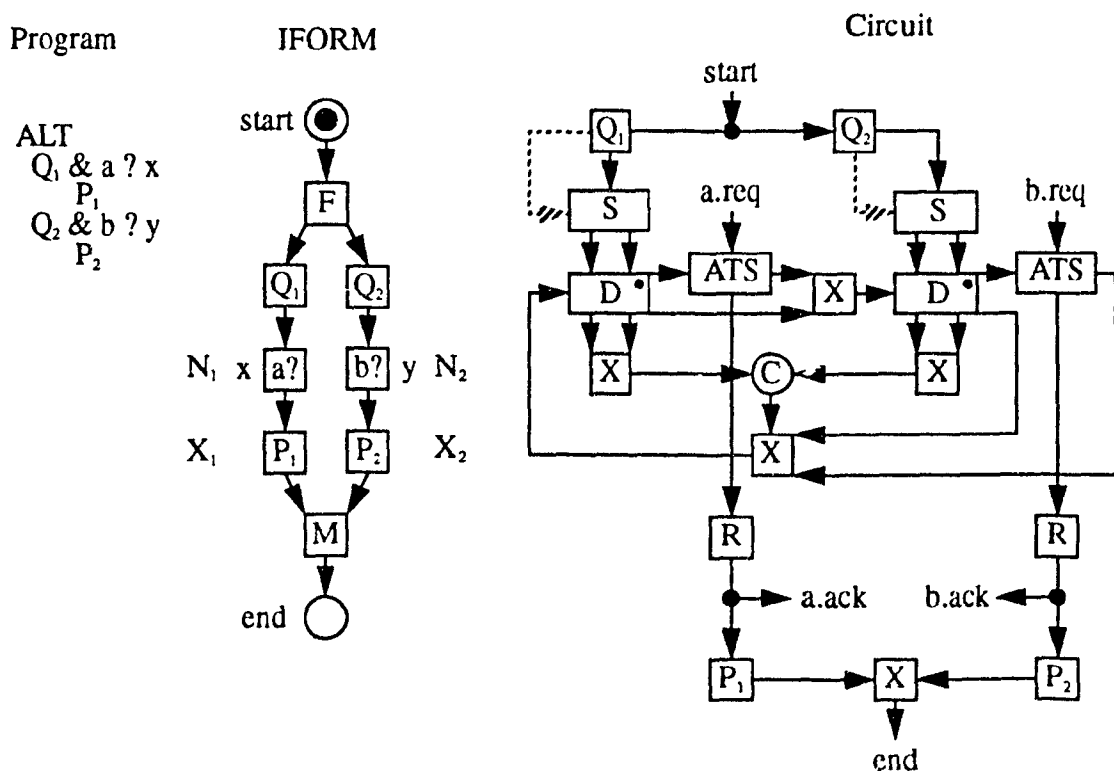 Program
IFORM
Circuit
ALT
Q₁ & a ? x
P₁
Q₂ & b ? y
P₂
start
F
Q₁ Q₂
N₁ x a? b? y N₂
X₁ P₁ P₂ X₂
M
end
start
Q₁ Q₂
S a.req S b.req
D ATS X D ATS
X C X
X
R R
a.ack b.ack
P₁ X P₂
end